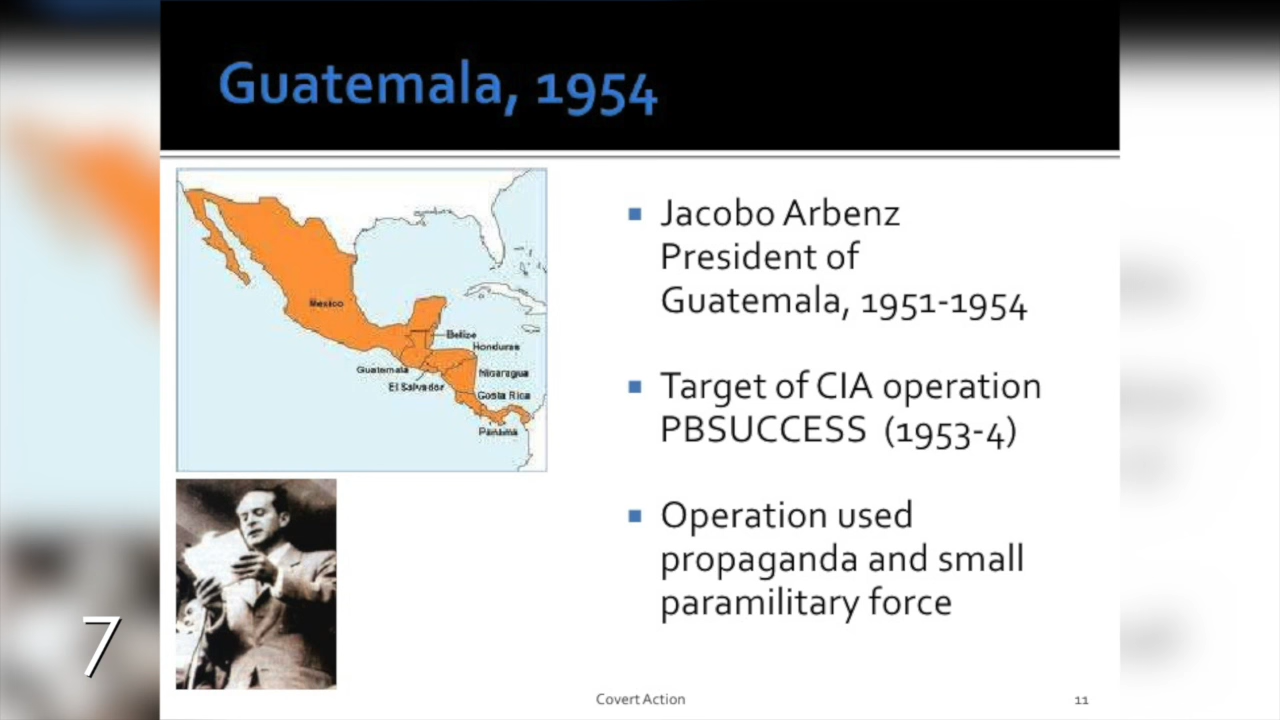 Guatemala, 1954
Mexico
Belize
Honduras
Guatemala
El Salvador
Nicaragua
Costa Rica
Panama
Jacobo Arbenz
President of
Guatemala, 1951-1954
Target of CIA operation
PBSUCCESS (1953-4)
Operation used
propaganda and small
paramilitary force
7
Covert Action
11